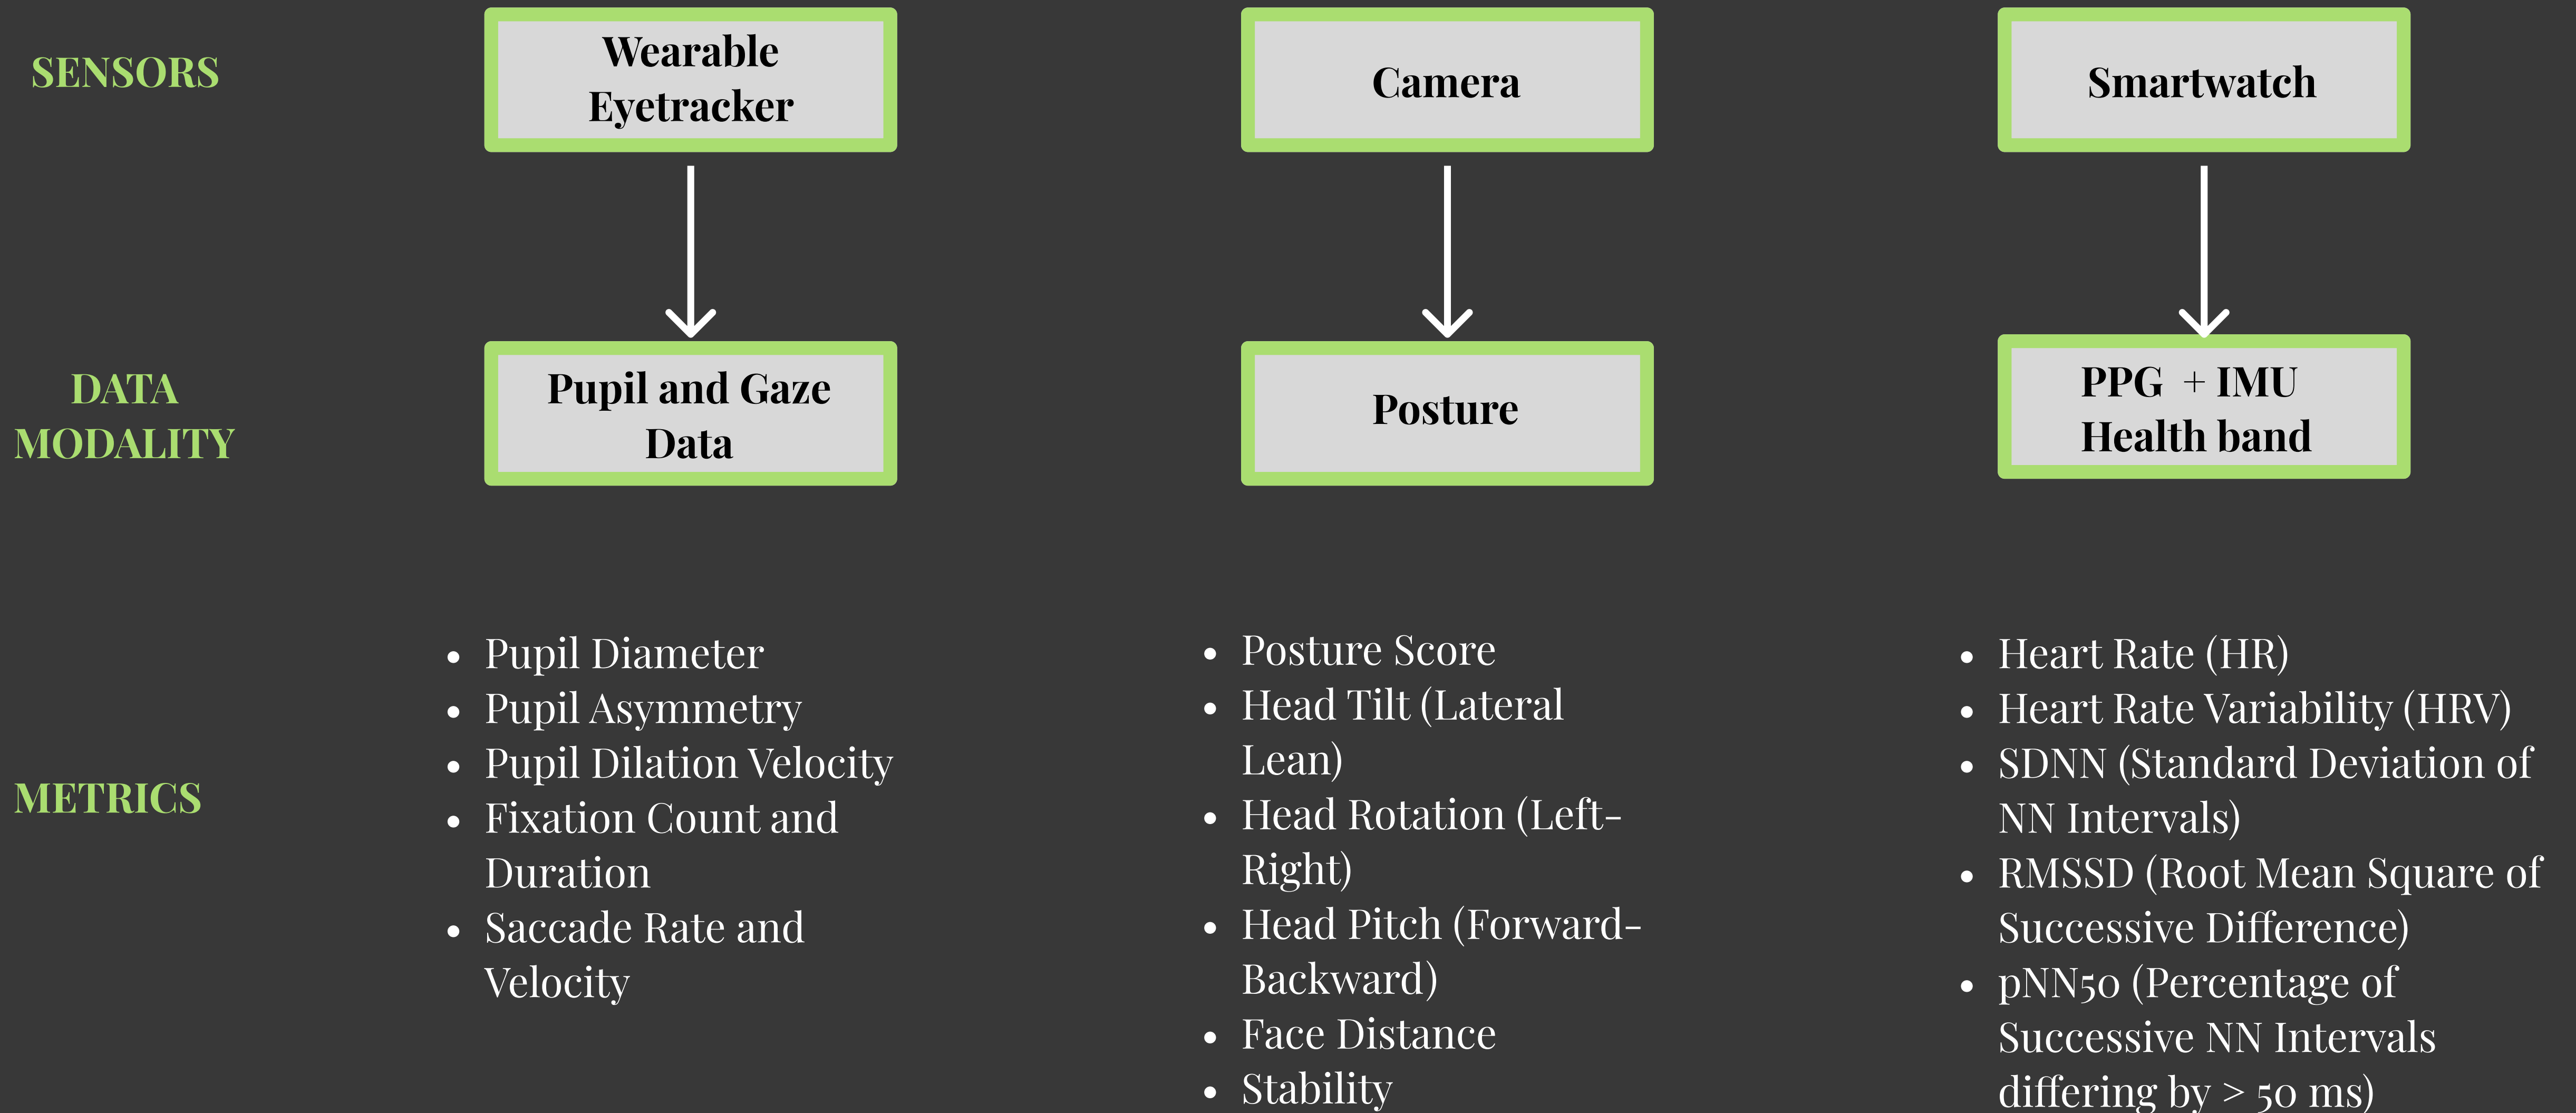 SENSORS
Wearable
Eyetracker
Camera
Smartwatch
DATA
MODALITY
Pupil and Gaze
Data
Posture
PPG + IMU
Health band
METRICS
• Pupil Diameter
• Pupil Asymmetry
• Pupil Dilation Velocity
• Fixation Count and
Duration
• Saccade Rate and
Velocity
• Posture Score
• Head Tilt (Lateral
Lean)
• Head Rotation (Left-
Right)
• Head Pitch (Forward-
Backward)
• Face Distance
• Stability
• Heart Rate (HR)
• Heart Rate Variability (HRV)
• SDNN (Standard Deviation of
NN Intervals)
• RMSSD (Root Mean Square of
Successive Difference)
• pNN50 (Percentage of
Successive NN Intervals
differing by > 50 ms)